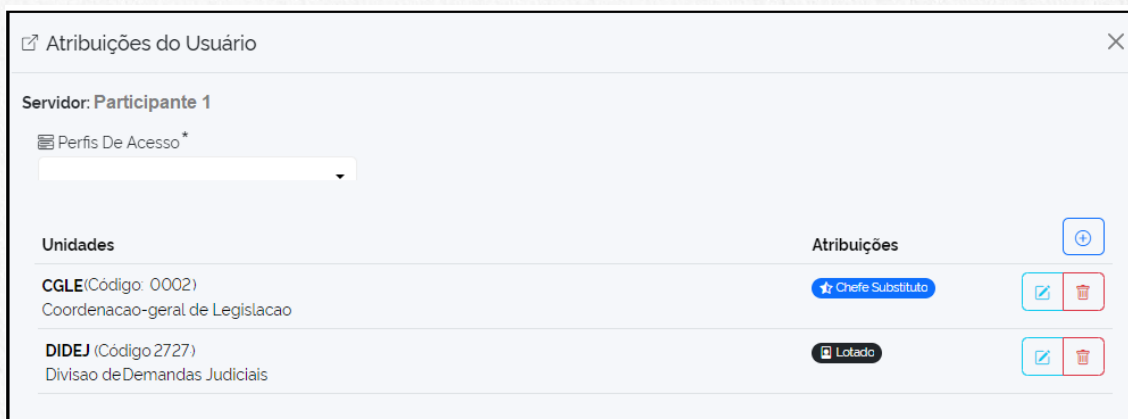 Atribuições do Usuário
Servidor: Participante 1
Perfis De Acesso*
Unidades Atribuições
CGLE(Código: 0002) Chefe Substituto
Coordenacao-geral de Legislacao
DIDEJ (Código 2727) Lotado
Divisao deDemandas Judiciais